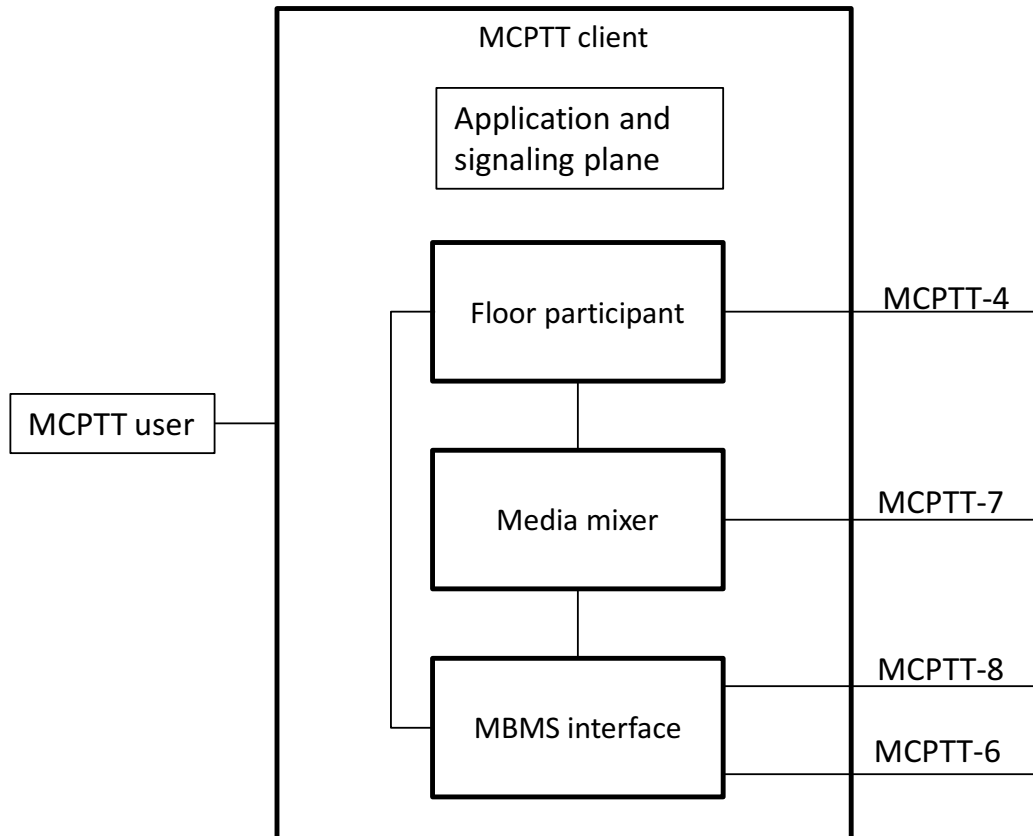 MCPTT client
Application and
signaling plane
Floor participant
MCPTT-4
MCPTT user
Media mixer
MCPTT-7
MCPTT-8
MBMS interface
MCPTT-6